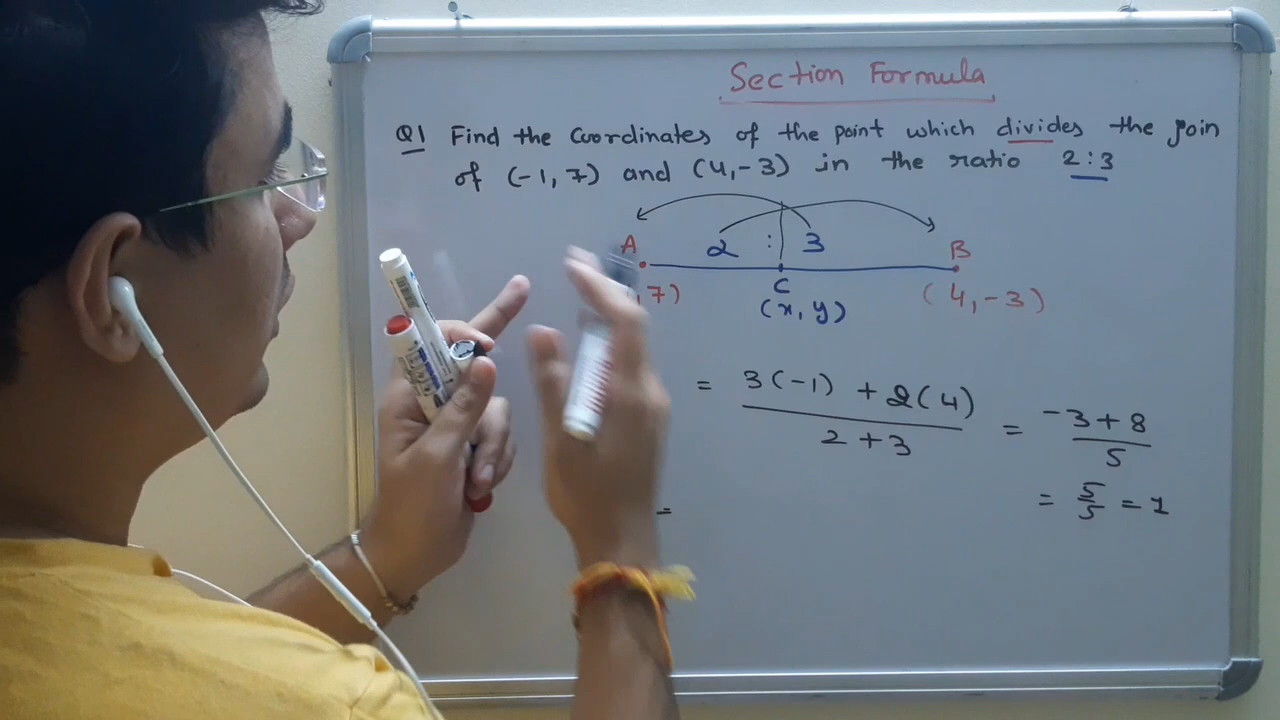 Section Formula
Q1 Find the Coordinates of the point which divides the join
of (-1, 7) and (4, -3) in the ratio 2 : 3
A 2 : 3 B
, 7) C (4, -3)
(x, y)
= 3(-1) + 2(4) / 2 + 3 = -3 + 8 / 5
= = 5/5 = 1